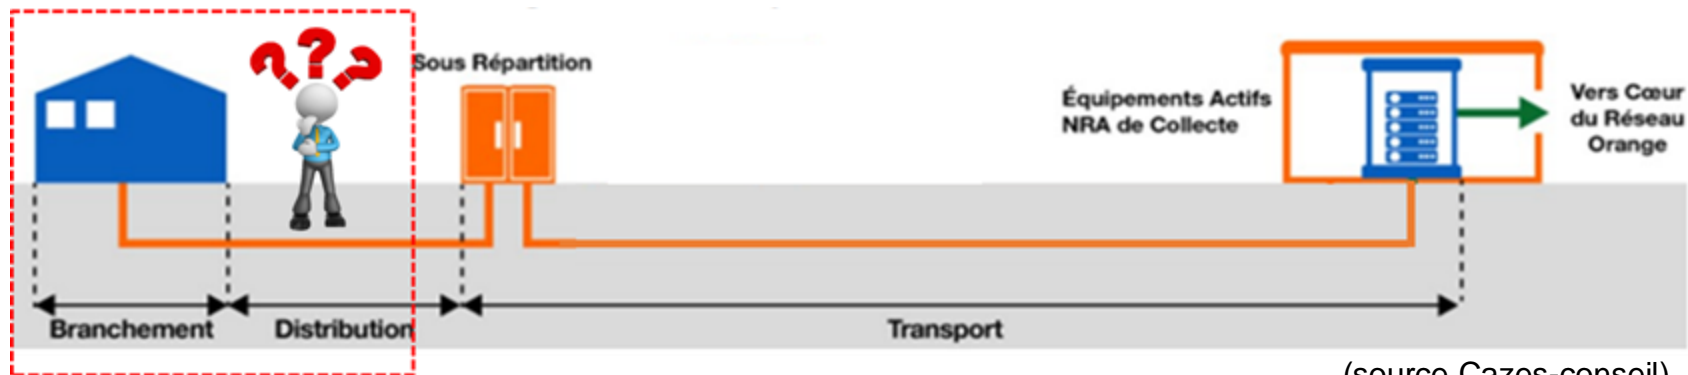 ???
Sous Répartition
Équipements Actifs
NRA de Collecte
Vers Cœur
du Réseau
Orange
Branchement
Distribution
Transport
(source Cazes-conseil)